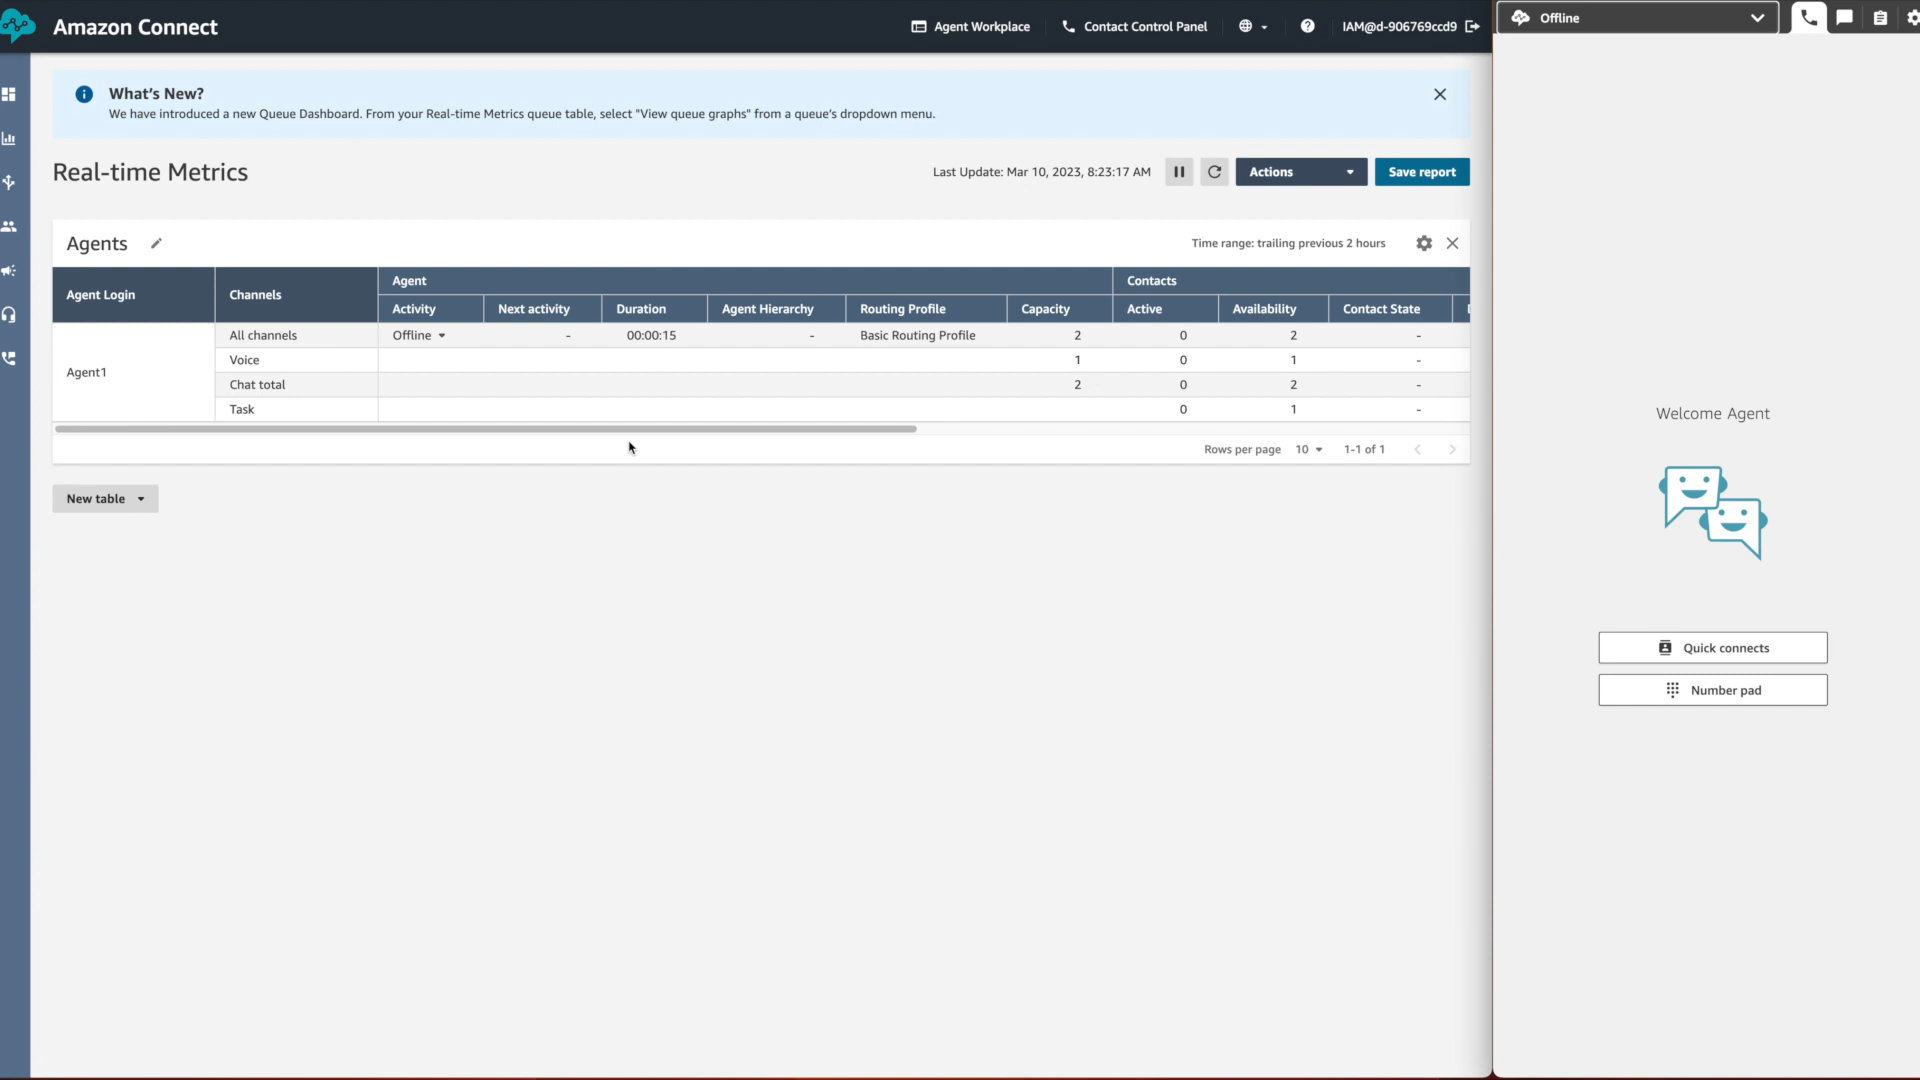 Amazon Connect
Agent Workplace
Contact Control Panel
IAM@d-906769ccd9
Offline
What's New?
We have introduced a new Queue Dashboard. From your Real-time Metrics queue table, select "View queue graphs" from a queue's dropdown menu.
Real-time Metrics
Last Update: Mar 10, 2023, 8:23:17 AM
Actions
Save report
Agents
Time range: trailing previous 2 hours
Agent Login Channels Agent Contacts
Activity Next activity Duration Agent Hierarchy Routing Profile Capacity Active Availability Contact State
Agent1
All channels Offline - 00:00:15 - Basic Routing Profile 2 0 2 -
Voice 1 0 1 -
Chat total 2 0 2 -
Task 0 1 -
Rows per page 10 1-1 of 1
New table
Welcome Agent
Quick connects
Number pad